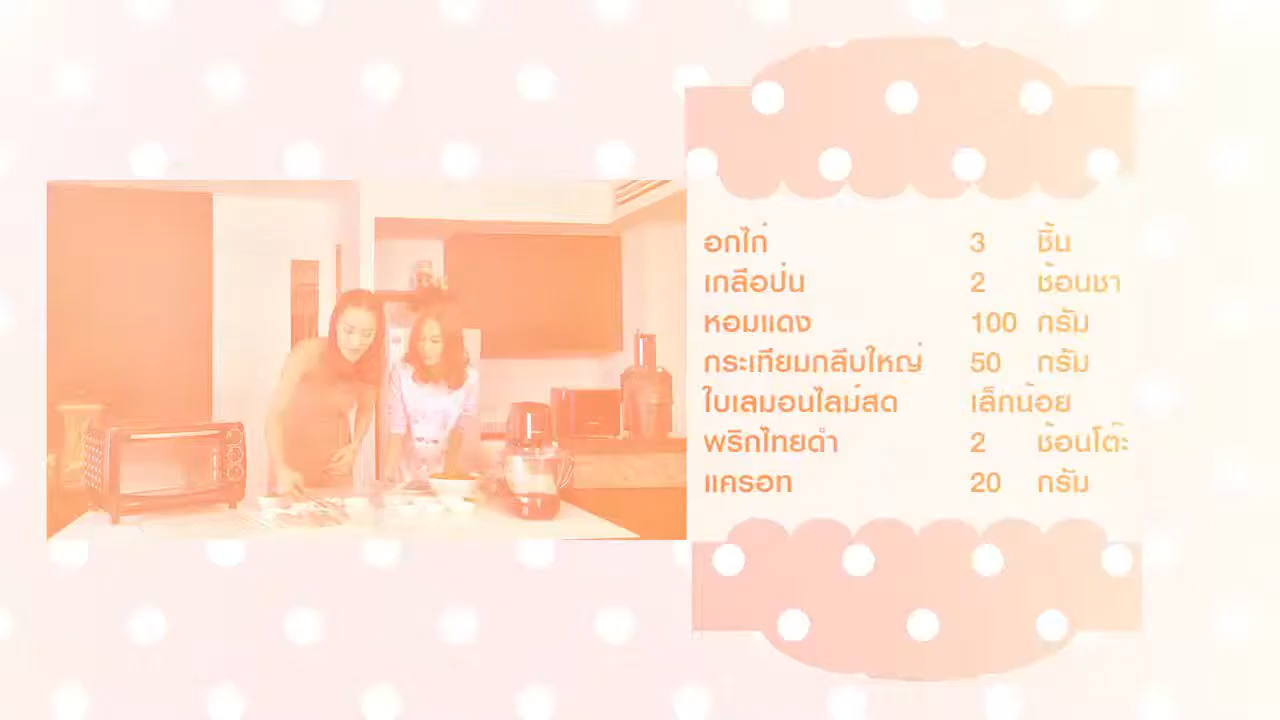 อกไก่ 3 ชิ้น
เกลือป่น 2 ช้อนชา
หอมแดง 100 กรัม
กระเทียมกลีบใหญ่ 50 กรัม
ใบเลมอนไลม์สด เล็กน้อย
พริกไทยดำ 2 ช้อนโต๊ะ
แครอท 20 กรัม